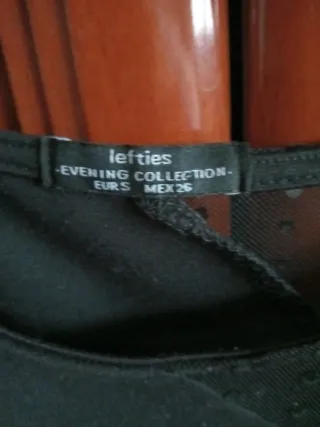 lefties
-EVENING COLLECTION-
EUR S MEX 26